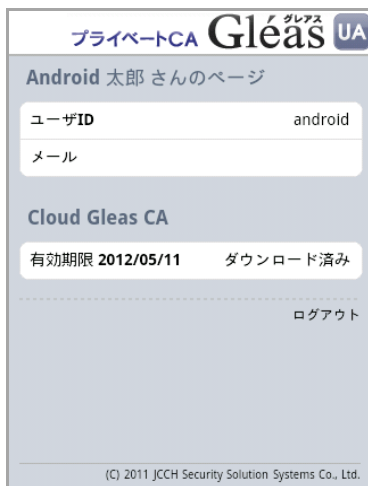 グレアス
プライベートCA Gléas UA
Android 太郎 さんのページ
ユーザID android
メール
Cloud Gleas CA
有効期限 2012/05/11 ダウンロード済み
ログアウト
(C) 2011 JCCH Security Solution Systems Co., Ltd.